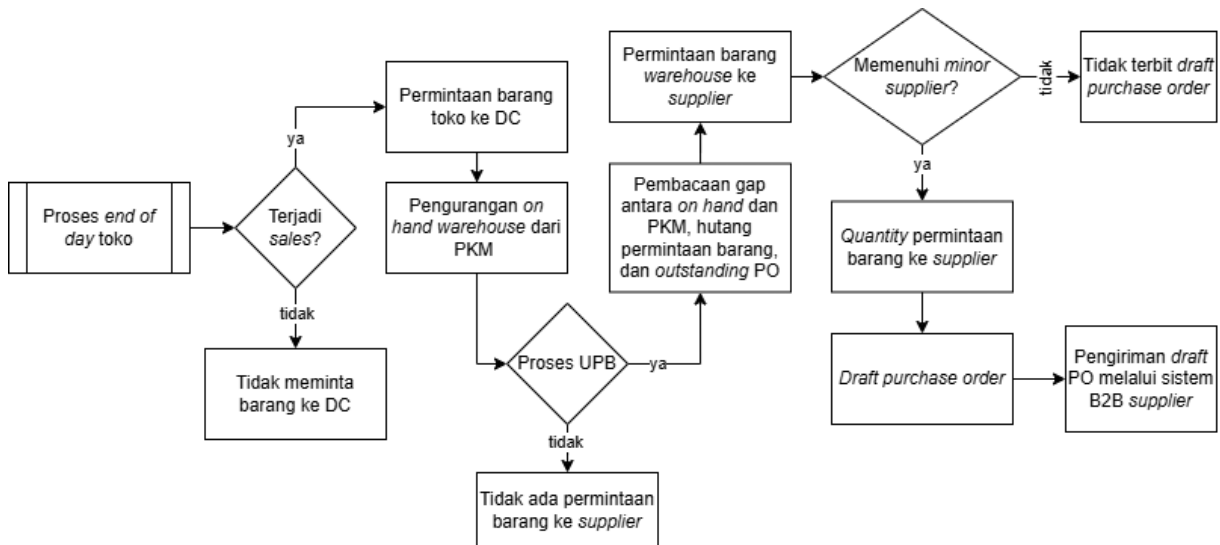 Proses end of
day toko
Terjadi
sales?
ya
tidak
Tidak meminta
barang ke DC
Permintaan barang
toko ke DC
Pengurangan on
hand warehouse dari
PKM
Proses UPB
ya
tidak
Tidak ada permintaan
barang ke supplier
Pembacaan gap
antara on hand dan
PKM, hutang
permintaan barang,
dan outstanding PO
Permintaan barang
warehouse ke
supplier
Memenuhi minor
supplier?
tidak
Tidak terbit draft
purchase order
ya
Quantity permintaan
barang ke supplier
Draft purchase order
Pengiriman draft
PO melalui sistem
B2B supplier